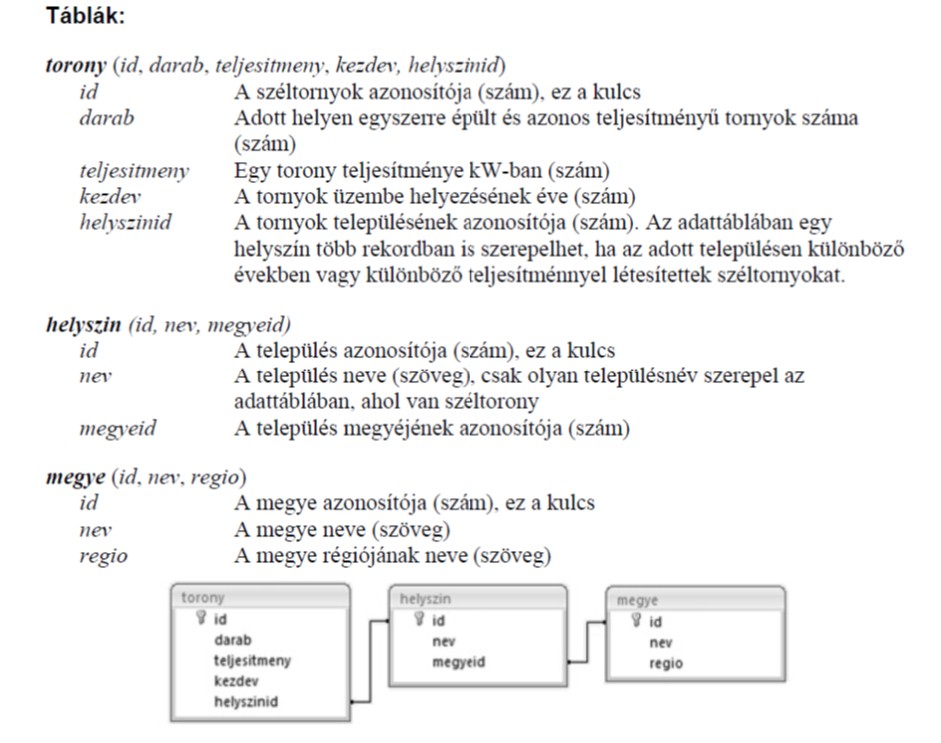 Táblák:
torony (id, darab, teljesitmeny, kezdev, helyszinid)
id A széltornyok azonosítója (szám), ez a kulcs
darab Adott helyen egyszerre épült és azonos teljesítményű tornyok száma
(szám)
teljesitmeny Egy torony teljesítménye kW-ban (szám)
kezdev A tornyok üzembe helyezésének éve (szám)
helyszinid A tornyok településének azonosítója (szám). Az adattáblában egy
helyszín több rekordban is szerepelhet, ha az adott településen különböző
években vagy különböző teljesítménnyel létesítettek széltornyokat.
helyszin (id, nev, megyeid)
id A település azonosítója (szám), ez a kulcs
nev A település neve (szöveg), csak olyan településnév szerepel az
adattáblában, ahol van széltorony
megyeid A település megyéjének azonosítója (szám)
megye (id, nev, regio)
id A megye azonosítója (szám), ez a kulcs
nev A megye neve (szöveg)
regio A megye régiójának neve (szöveg)
torony
id
darab
teljesitmeny
kezdev
helyszinid
helyszin
id
nev
megyeid
megye
id
nev
regio